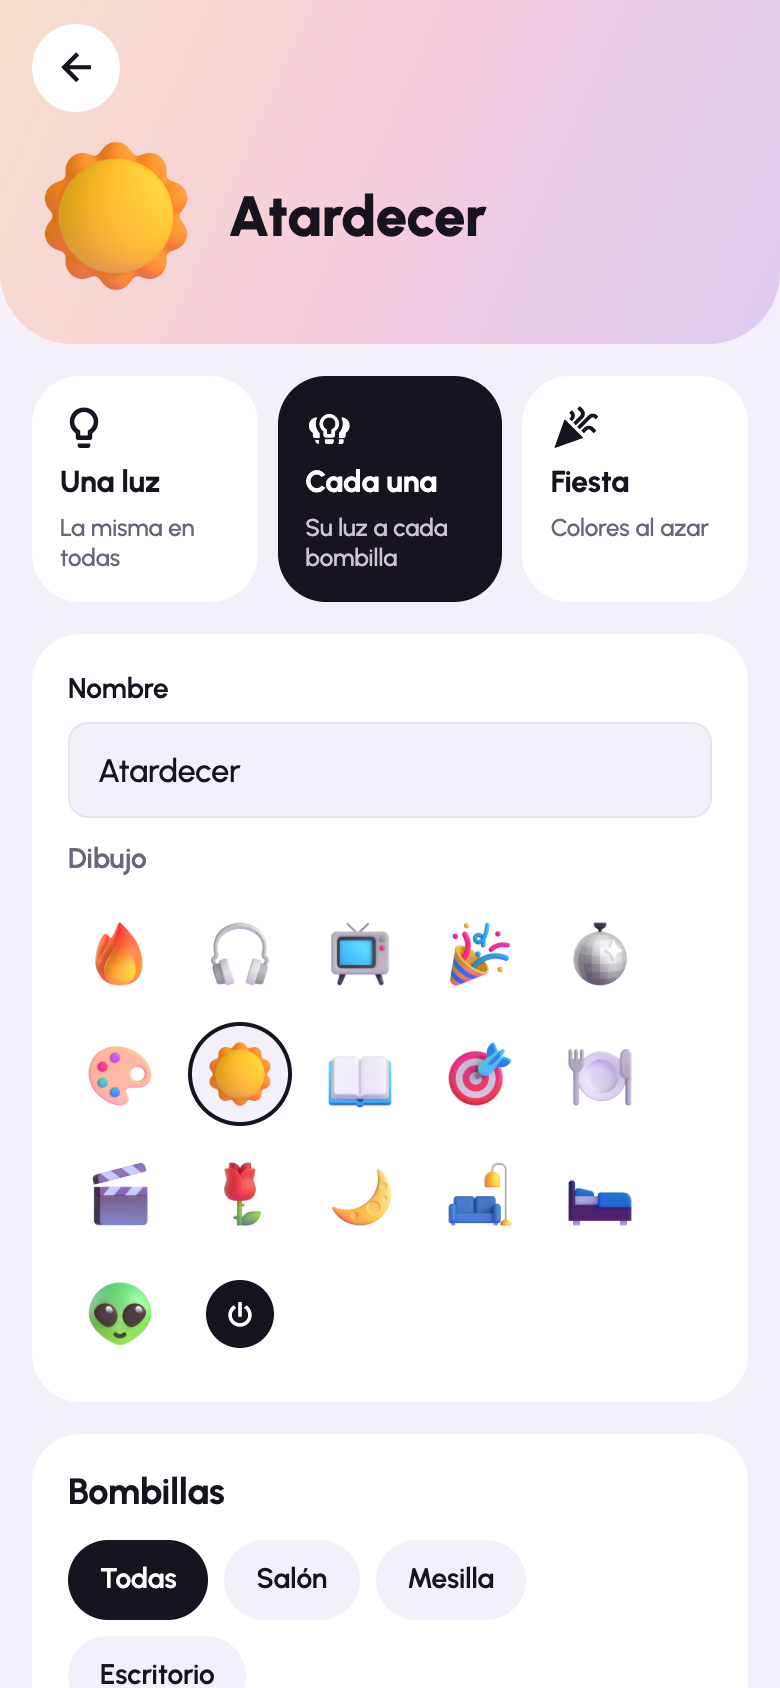 Atardecer
Una luz
La misma en
todas
Cada una
Su luz a cada
bombilla
Fiesta
Colores al azar
Nombre
Atardecer
Dibujo
Bombillas
Todas
Salón
Mesilla
Escritorio